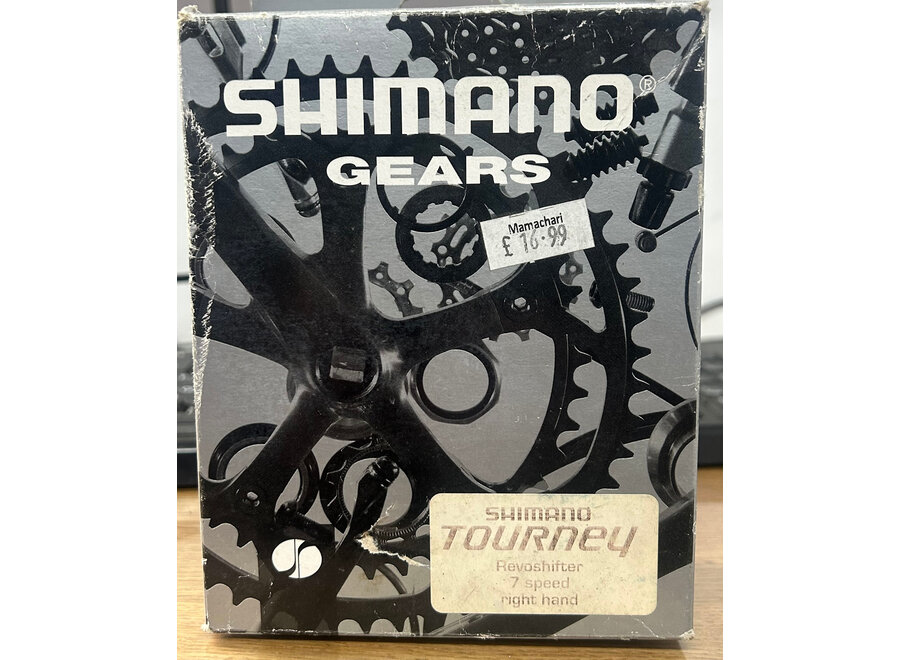 SHIMANO®
GEARS
Mamachari
£ 16.99
SHIMANO
TOURNEY
Revoshifter
7 speed
right hand